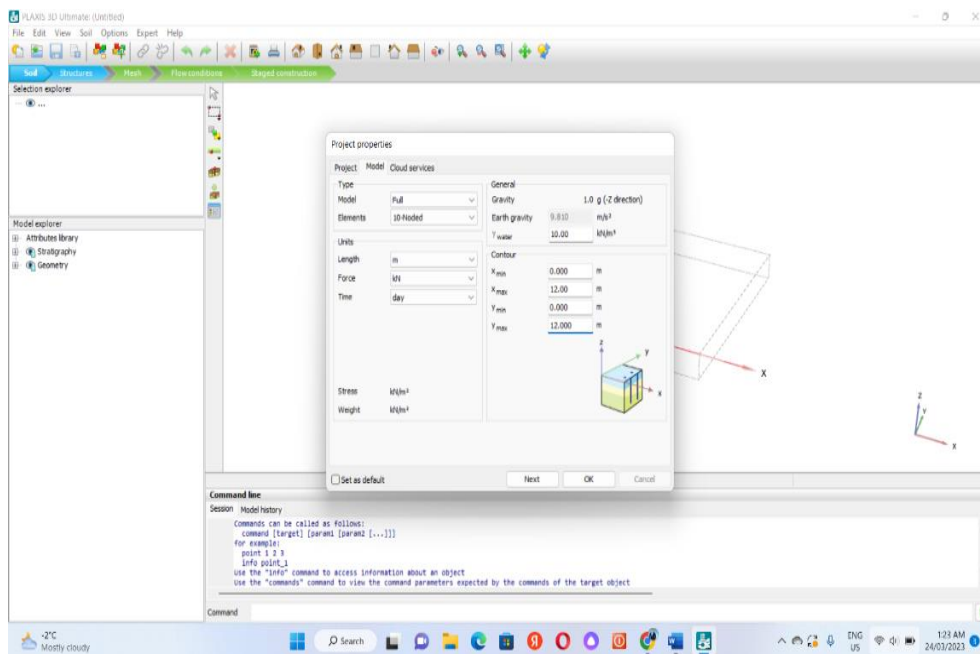 PLAXIS 3D Ultimate: (Untitled)
File Edit View Soil Options Expert Help
Soil Structures Mesh Flow conditions Staged construction
Selection explorer
...
Model explorer
Attributes library
Stratigraphy
Geometry
Project properties
Project Model Cloud services
Type
Model Full
Elements 10-Noded
Units
Length m
Force kN
Time day
Stress kN/m²
Weight kN/m³
General
Gravity 1.0 g (-Z direction)
Earth gravity 9.810 m/s²
γ water 10.00 kN/m³
Contour
x min 0.000 m
x max 12.00 m
y min 0.000 m
y max 12.000 m
z
y
x
Set as default
Next OK Cancel
X
z
y
x
Command line
Session Model history
Commands can be called as follows:
command [target] [param1 [param2 [...]]]
for example:
point 1 2 3
info point_1
Use the "info" command to access information about an object
Use the "commands" command to view the command parameters expected by the commands of the target object
Command
-2°C
Mostly cloudy
Search
ENG
US
1:23 AM
24/03/2023